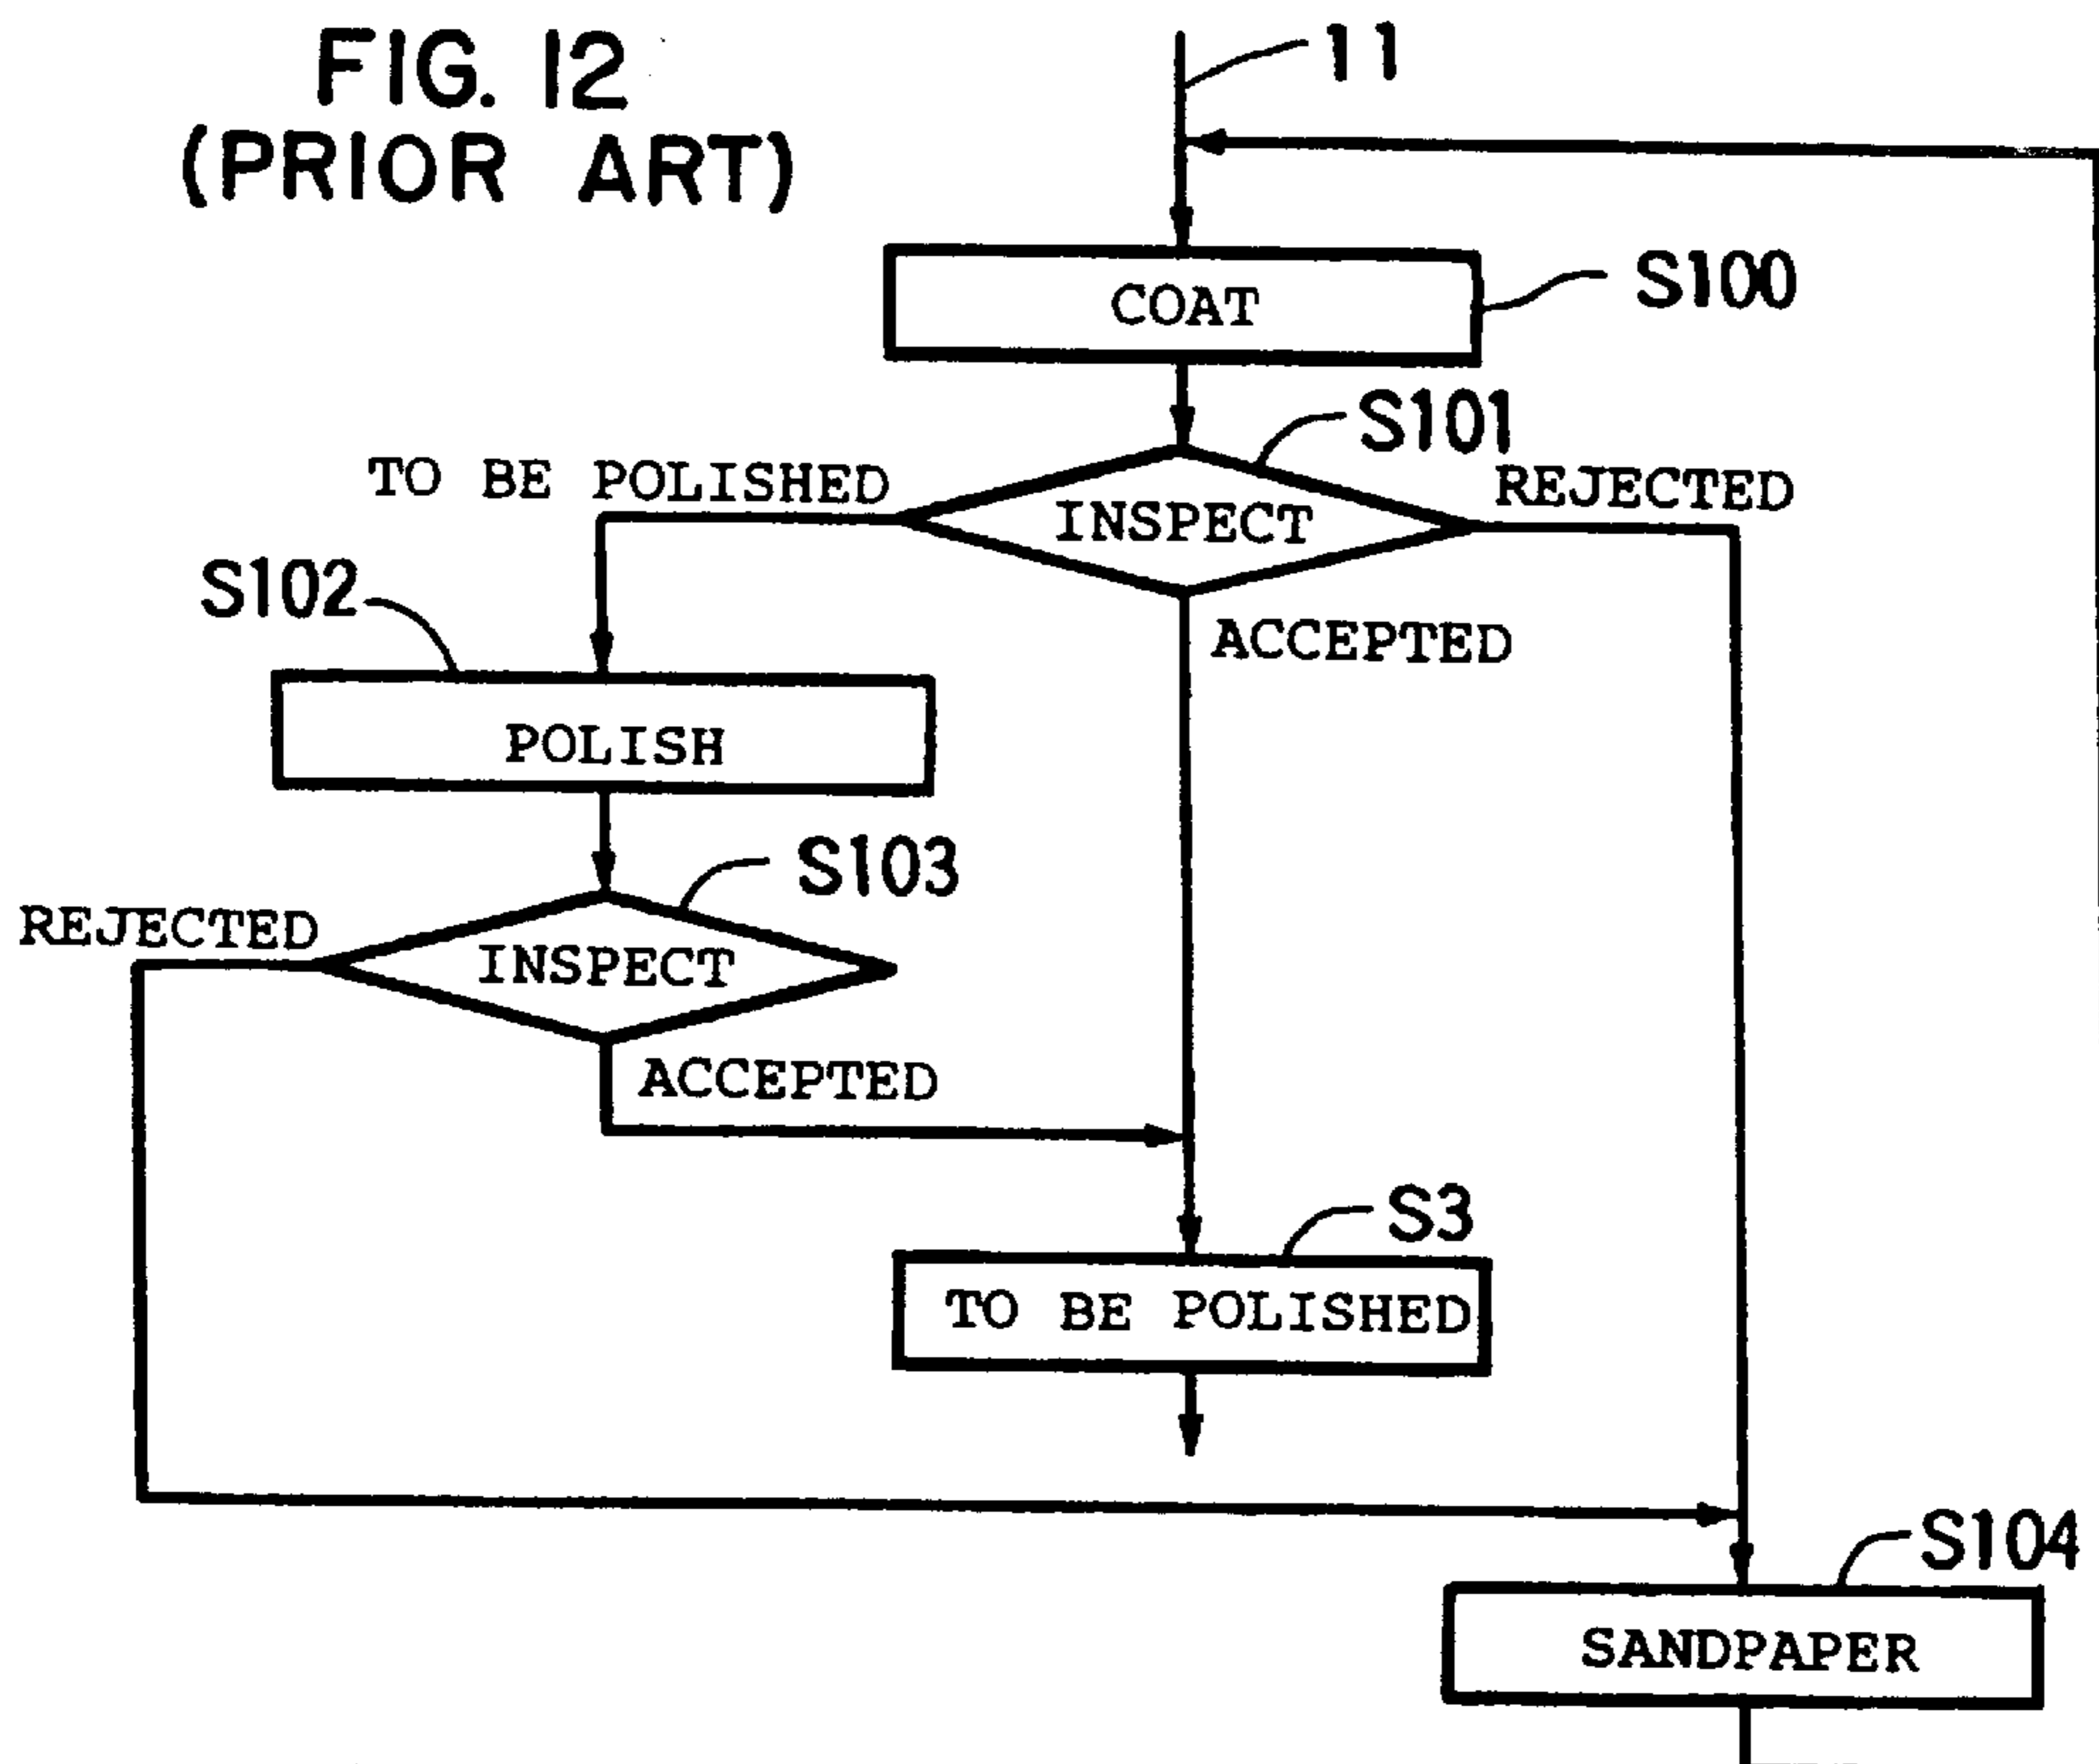 FIG. 12
(PRIOR ART)
11
COAT
S100
S101
TO BE POLISHED
INSPECT
REJECTED
ACCEPTED
S102
POLISH
S103
REJECTED
INSPECT
ACCEPTED
S3
TO BE POLISHED
S104
SANDPAPER